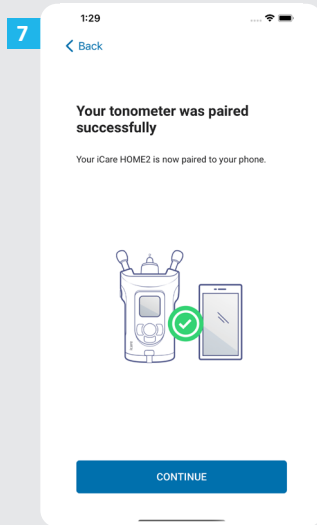 7
1:29
Back
Your tonometer was paired
successfully
Your iCare HOME2 is now paired to your phone.
CONTINUE